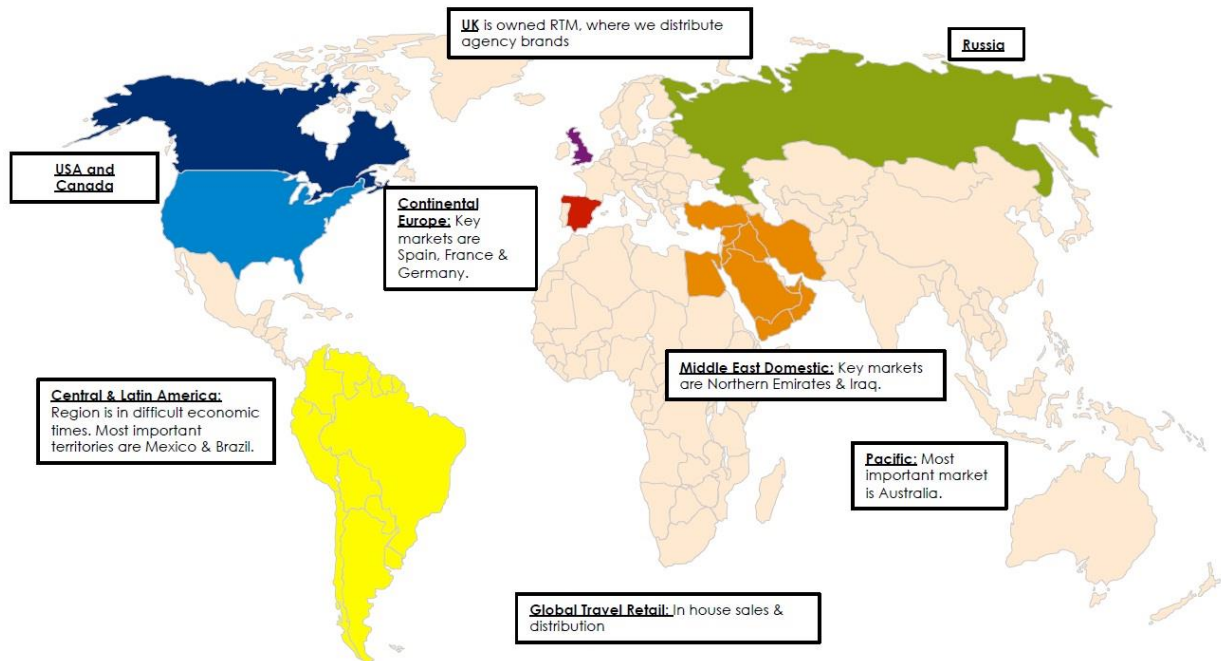 UK is owned RTM, where we distribute
agency brands
Russia
USA and
Canada
Continental
Europe: Key
markets are
Spain, France &
Germany.
Middle East Domestic: Key markets
are Northern Emirates & Iraq.
Central & Latin America:
Region is in difficult economic
times. Most important
territories are Mexico & Brazil.
Pacific: Most
important market
is Australia.
Global Travel Retail: In house sales &
distribution